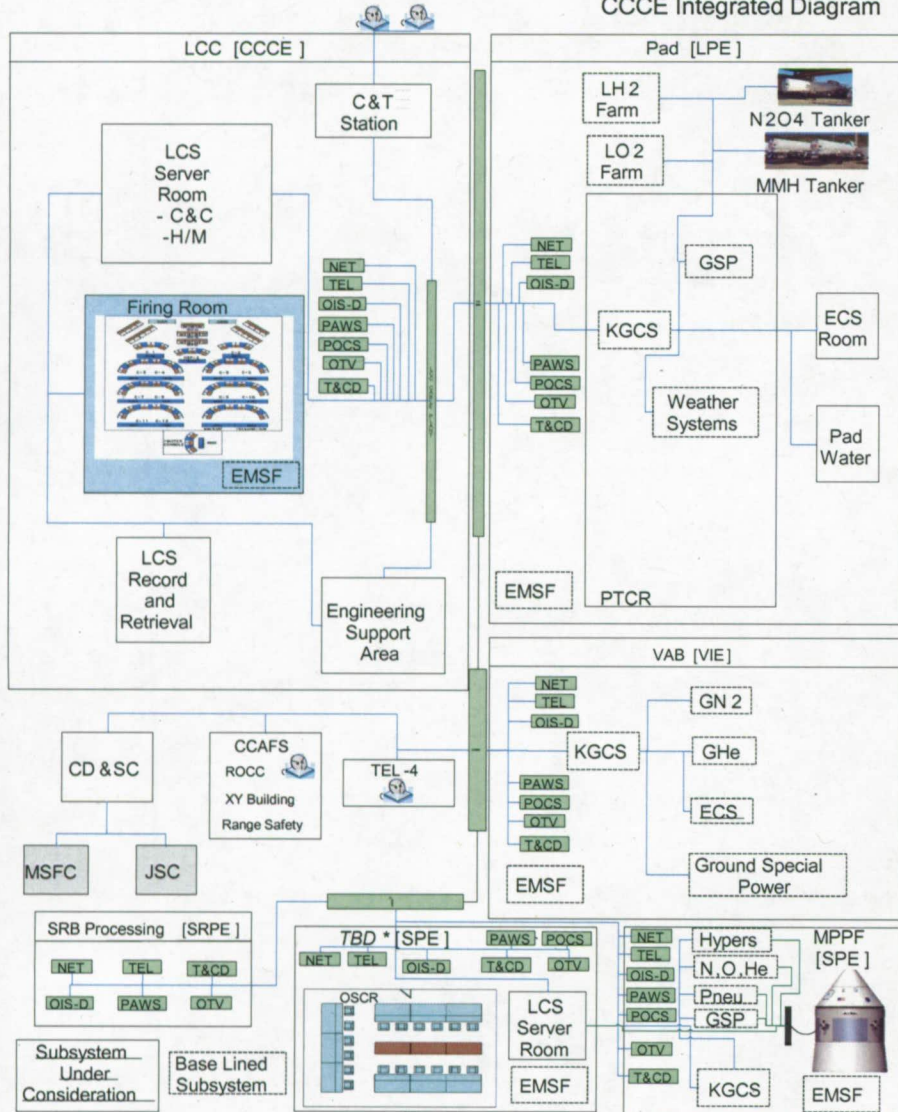 CCCE Integrated Diagram
LCC [CCCE]
C&T
Station
LCS
Server
Room
- C&C
-H/M
Firing Room
EMSF
NET
TEL
OIS-D
PAWS
POCS
OTV
T&CD
LCS
Record
and
Retrieval
Engineering
Support
Area
Pad [LPE]
LH 2
Farm
N2O4 Tanker
LO 2
Farm
MMH Tanker
NET
TEL
OIS-D
PAWS
POCS
OTV
T&CD
GSP
KGCS
ECS
Room
Weather
Systems
Pad
Water
EMSF
PTCR
VAB [VIE]
NET
TEL
OIS-D
PAWS
POCS
OTV
T&CD
KGCS
GN 2
GHe
ECS
Ground Special
Power
EMSF
CD &SC
CCAFS
ROCC
XY Building
Range Safety
TEL -4
MSFC
JSC
SRB Processing [SRPE ]
NET
TEL
T&CD
OIS-D
PAWS
OTV
TBD * [SPE ]
PAWS
POCS
NET
TEL
OIS-D
T&CD
OTV
OSCR
LCS
Server
Room
EMSF
NET
TEL
OIS-D
PAWS
POCS
OTV
T&CD
Hypers
N,O,He
Pneu
GSP
KGCS
MPPF
[SPE]
EMSF
Subsystem
Under
Consideration
Base Lined
Subsystem